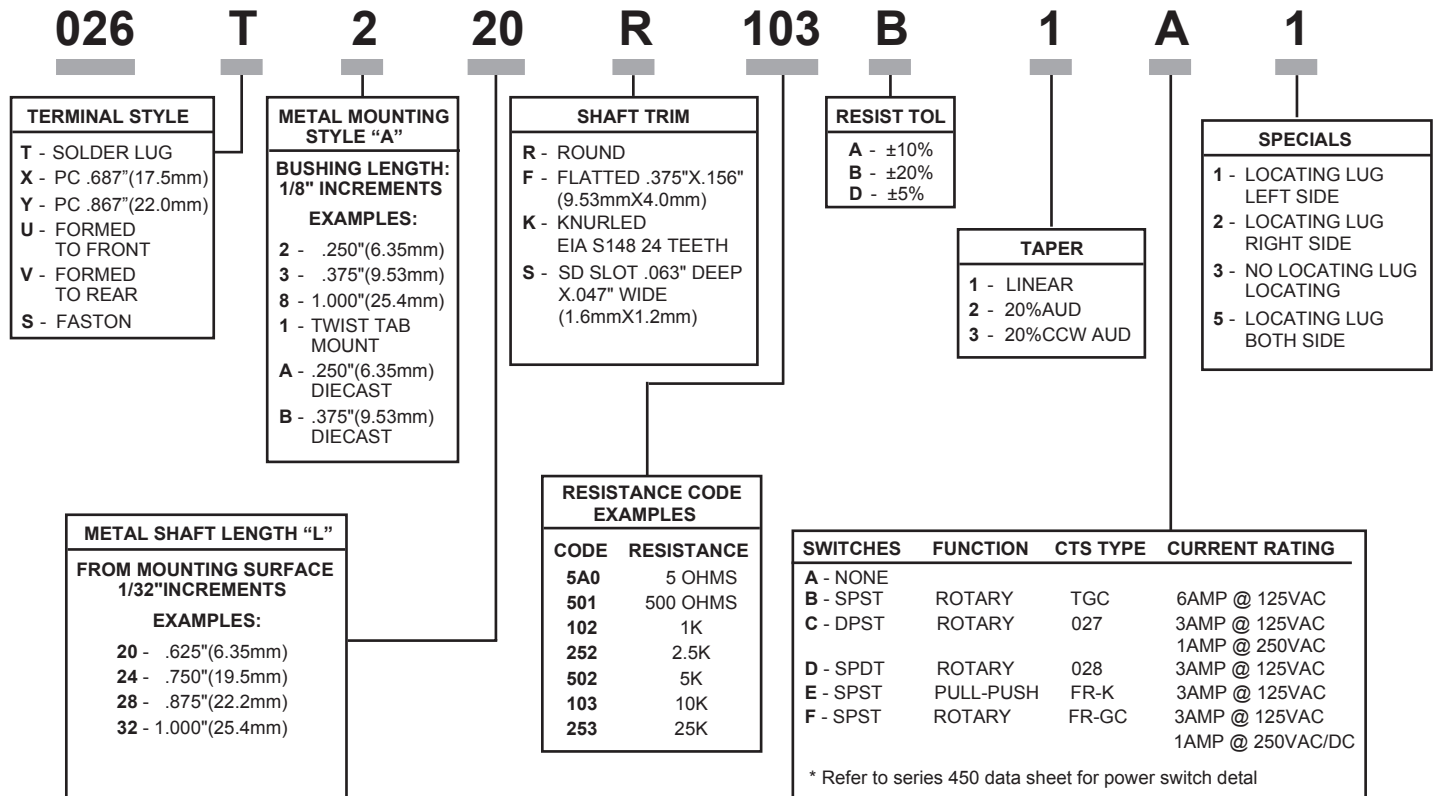 026 T 2 20 R 103 B 1 A 1
TERMINAL STYLE
T - SOLDER LUG
X - PC .687”(17.5mm)
Y - PC .867”(22.0mm)
U - FORMED
TO FRONT
V - FORMED
TO REAR
S - FASTON
METAL MOUNTING
STYLE “A”
BUSHING LENGTH:
1/8" INCREMENTS
EXAMPLES:
2 - .250"(6.35mm)
3 - .375"(9.53mm)
8 - 1.000"(25.4mm)
1 - TWIST TAB
MOUNT
A - .250"(6.35mm)
DIECAST
B - .375"(9.53mm)
DIECAST
SHAFT TRIM
R - ROUND
F - FLATTED .375"X.156"
(9.53mmX4.0mm)
K - KNURLED
EIA S148 24 TEETH
S - SD SLOT .063" DEEP
X.047" WIDE
(1.6mmX1.2mm)
RESIST TOL
A - ±10%
B - ±20%
D - ±5%
TAPER
1 - LINEAR
2 - 20%AUD
3 - 20%CCW AUD
SPECIALS
1 - LOCATING LUG
LEFT SIDE
2 - LOCATING LUG
RIGHT SIDE
3 - NO LOCATING LUG
LOCATING
5 - LOCATING LUG
BOTH SIDE
METAL SHAFT LENGTH “L”
FROM MOUNTING SURFACE
1/32"INCREMENTS
EXAMPLES:
20 - .625"(6.35mm)
24 - .750"(19.5mm)
28 - .875"(22.2mm)
32 - 1.000"(25.4mm)
RESISTANCE CODE
EXAMPLES
CODE RESISTANCE
5A0 5 OHMS
501 500 OHMS
102 1K
252 2.5K
502 5K
103 10K
253 25K
SWITCHES FUNCTION CTS TYPE CURRENT RATING
A - NONE
B - SPST ROTARY TGC 6AMP @ 125VAC
C - DPST ROTARY 027 3AMP @ 125VAC
1AMP @ 250VAC
D - SPDT ROTARY 028 3AMP @ 125VAC
E - SPST PULL-PUSH FR-K 3AMP @ 125VAC
F - SPST ROTARY FR-GC 3AMP @ 125VAC
1AMP @ 250VAC/DC
* Refer to series 450 data sheet for power switch detal